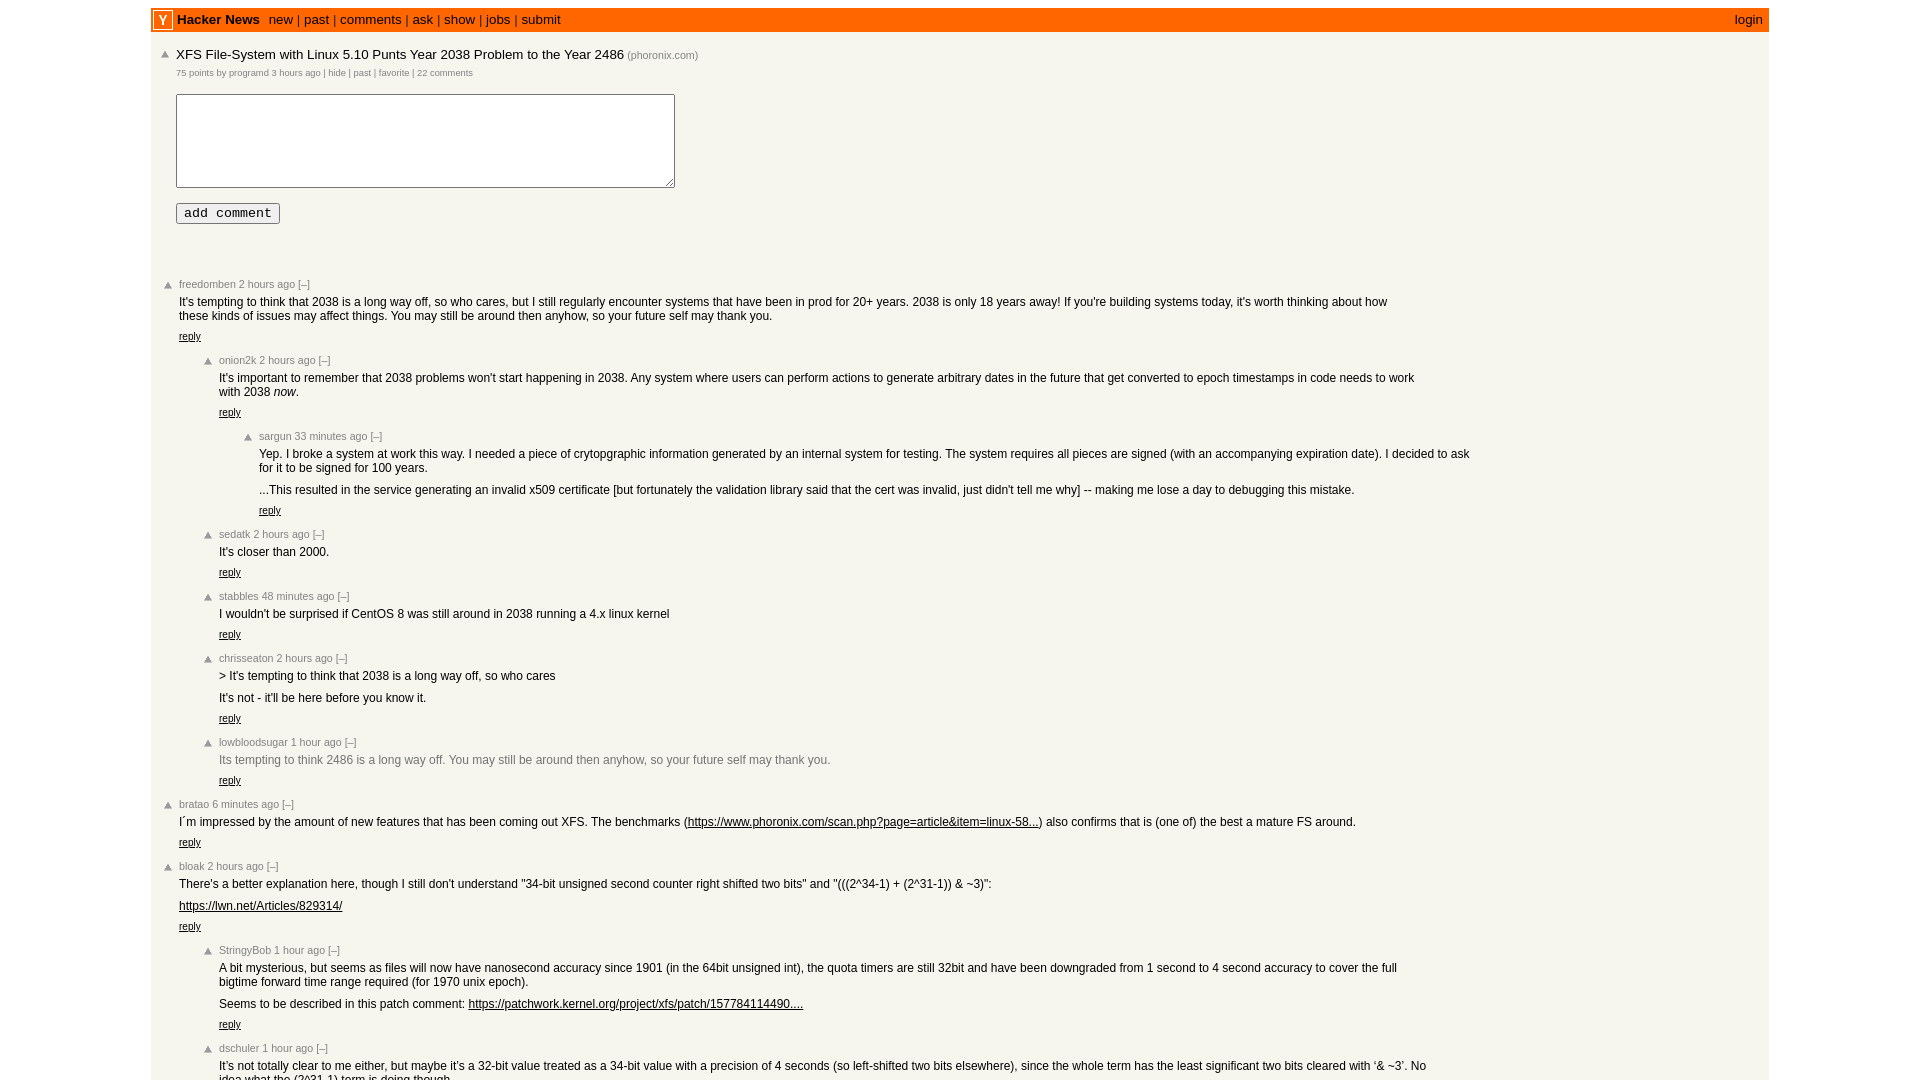 Y Hacker News new | past | comments | ask | show | jobs | submit login
XFS File-System with Linux 5.10 Punts Year 2038 Problem to the Year 2486 (phoronix.com)
75 points by programd 3 hours ago | hide | past | favorite | 22 comments
add comment
freedomben 2 hours ago [–]
It's tempting to think that 2038 is a long way off, so who cares, but I still regularly encounter systems that have been in prod for 20+ years. 2038 is only 18 years away! If you're building systems today, it's worth thinking about how
these kinds of issues may affect things. You may still be around then anyhow, so your future self may thank you.
reply
onion2k 2 hours ago [–]
It's important to remember that 2038 problems won't start happening in 2038. Any system where users can perform actions to generate arbitrary dates in the future that get converted to epoch timestamps in code needs to work
with 2038 now.
reply
sargun 33 minutes ago [–]
Yep. I broke a system at work this way. I needed a piece of crytopgraphic information generated by an internal system for testing. The system requires all pieces are signed (with an accompanying expiration date). I decided to ask
for it to be signed for 100 years.
...This resulted in the service generating an invalid x509 certificate [but fortunately the validation library said that the cert was invalid, just didn't tell me why] -- making me lose a day to debugging this mistake.
reply
sedatk 2 hours ago [–]
It's closer than 2000.
reply
stabbles 48 minutes ago [–]
I wouldn't be surprised if CentOS 8 was still around in 2038 running a 4.x linux kernel
reply
chrisseaton 2 hours ago [–]
> It's tempting to think that 2038 is a long way off, so who cares
It's not - it'll be here before you know it.
reply
lowbloodsugar 1 hour ago [–]
Its tempting to think 2486 is a long way off. You may still be around then anyhow, so your future self may thank you.
reply
bratao 6 minutes ago [–]
I´m impressed by the amount of new features that has been coming out XFS. The benchmarks (https://www.phoronix.com/scan.php?page=article&item=linux-58...) also confirms that is (one of) the best a mature FS around.
reply
bloak 2 hours ago [–]
There's a better explanation here, though I still don't understand "34-bit unsigned second counter right shifted two bits" and "(((2^34-1) + (2^31-1)) & ~3)":
https://lwn.net/Articles/829314/
reply
StringyBob 1 hour ago [–]
A bit mysterious, but seems as files will now have nanosecond accuracy since 1901 (in the 64bit unsigned int), the quota timers are still 32bit and have been downgraded from 1 second to 4 second accuracy to cover the full
bigtime forward time range required (for 1970 unix epoch).
Seems to be described in this patch comment: https://patchwork.kernel.org/project/xfs/patch/157784114490....
reply
dschuler 1 hour ago [–]
It’s not totally clear to me either, but maybe it’s a 32-bit value treated as a 34-bit value with a precision of 4 seconds (so left-shifted two bits elsewhere), since the whole term has the least significant two bits cleared with ‘& ~3’. No
idea what the (2^31-1) term is doing though.